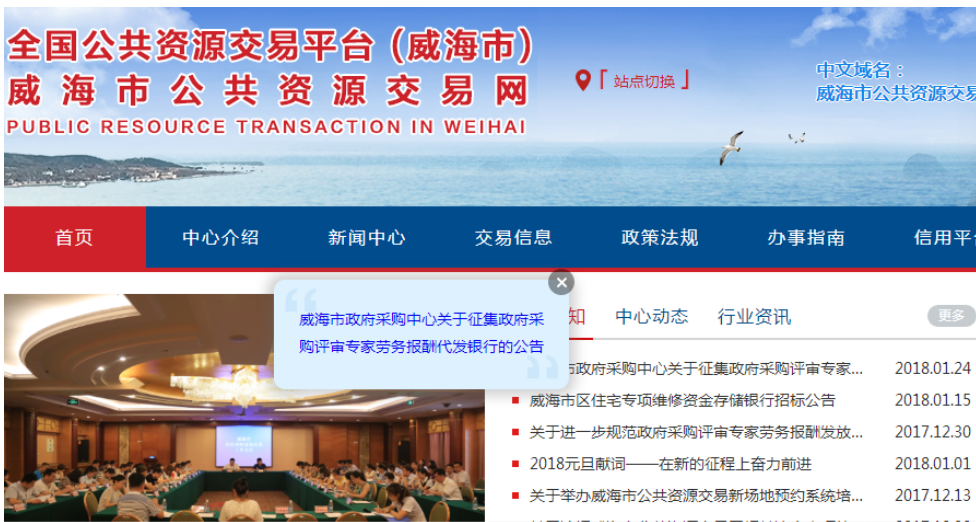 全国公共资源交易平台（威海市）
威海市公共资源交易网
PUBLIC RESOURCE TRANSACTION IN WEIHAI
「站点切换」
中文域名：
威海市公共资源交易
首页 中心介绍 新闻中心 交易信息 政策法规 办事指南 信用平
威海市政府采购中心关于征集政府采
购评审专家劳务报酬代发银行的公告
知 中心动态 行业资讯 更多
市政府采购中心关于征集政府采购评审专家... 2018.01.24
威海市区住宅专项维修资金存储银行招标公告 2018.01.15
关于进一步规范政府采购评审专家劳务报酬发放... 2017.12.30
2018元旦献词——在新的征程上奋力前进 2018.01.01
关于举办威海市公共资源交易新场地预约系统培... 2017.12.13